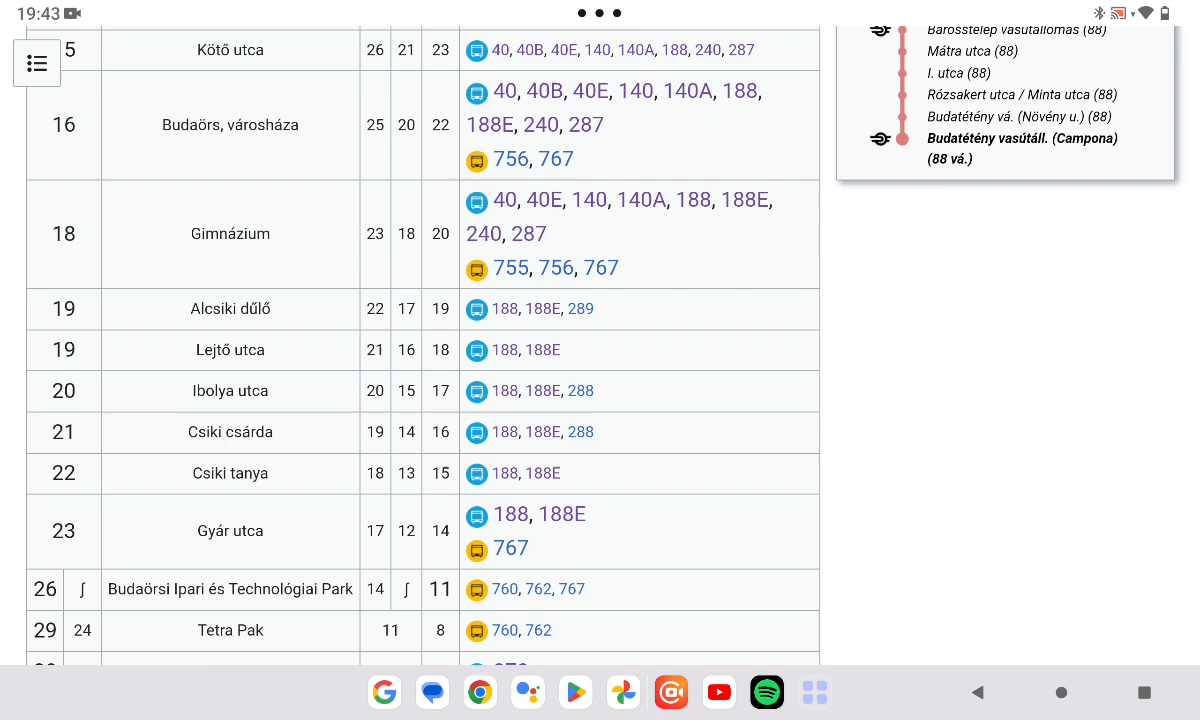 19:43
5 Kötő utca 26 21 23 40, 40B, 40E, 140, 140A, 188, 240, 287
16 Budaörs, városháza 25 20 22 40, 40B, 40E, 140, 140A, 188,
188E, 240, 287
756, 767
18 Gimnázium 23 18 20 40, 40E, 140, 140A, 188, 188E,
240, 287
755, 756, 767
19 Alcsiki dűlő 22 17 19 188, 188E, 289
19 Lejtő utca 21 16 18 188, 188E
20 Ibolya utca 20 15 17 188, 188E, 288
21 Csiki csárda 19 14 16 188, 188E, 288
22 Csiki tanya 18 13 15 188, 188E
23 Gyár utca 17 12 14 188, 188E
767
26 ∫ Budaörsi Ipari és Technológiai Park 14 ∫ 11 760, 762, 767
29 24 Tetra Pak 11 8 760, 762
Barosstelep vasútállomás (88)
Mátra utca (88)
I. utca (88)
Rózsakert utca / Minta utca (88)
Budatétény vá. (Növény u.) (88)
Budatétény vasútáll. (Campona)
(88 vá.)